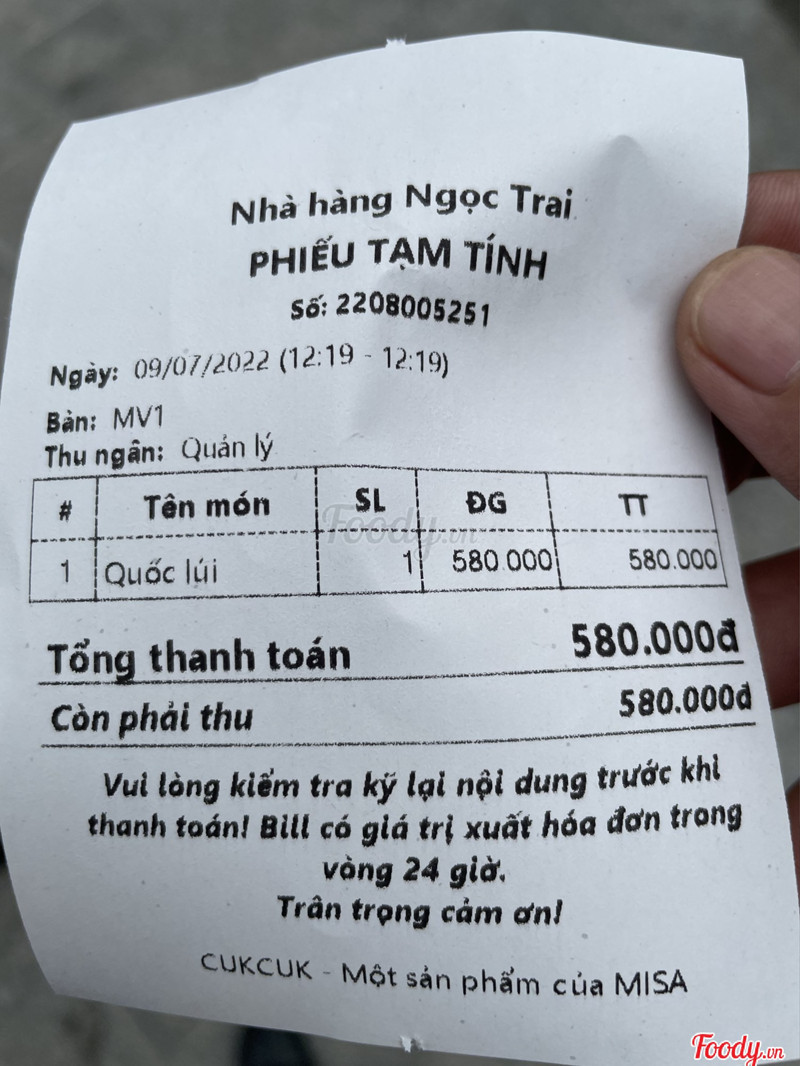 Nhà hàng Ngọc Trai
PHIẾU TẠM TÍNH
Số: 2208005251
Ngày: 09/07/2022 (12:19 - 12:19)
Bàn: MV1
Thu ngân: Quản lý
# Tên món SL ĐG TT
1 Quốc lúi 1 580.000 580.000
Tổng thanh toán 580.000đ
Còn phải thu 580.000đ
Vui lòng kiểm tra kỹ lại nội dung trước khi
thanh toán! Bill có giá trị xuất hóa đơn trong
vòng 24 giờ.
Trân trọng cảm ơn!
CUKCUK - Một sản phẩm của MISA
Foody.vn
Foody.vn